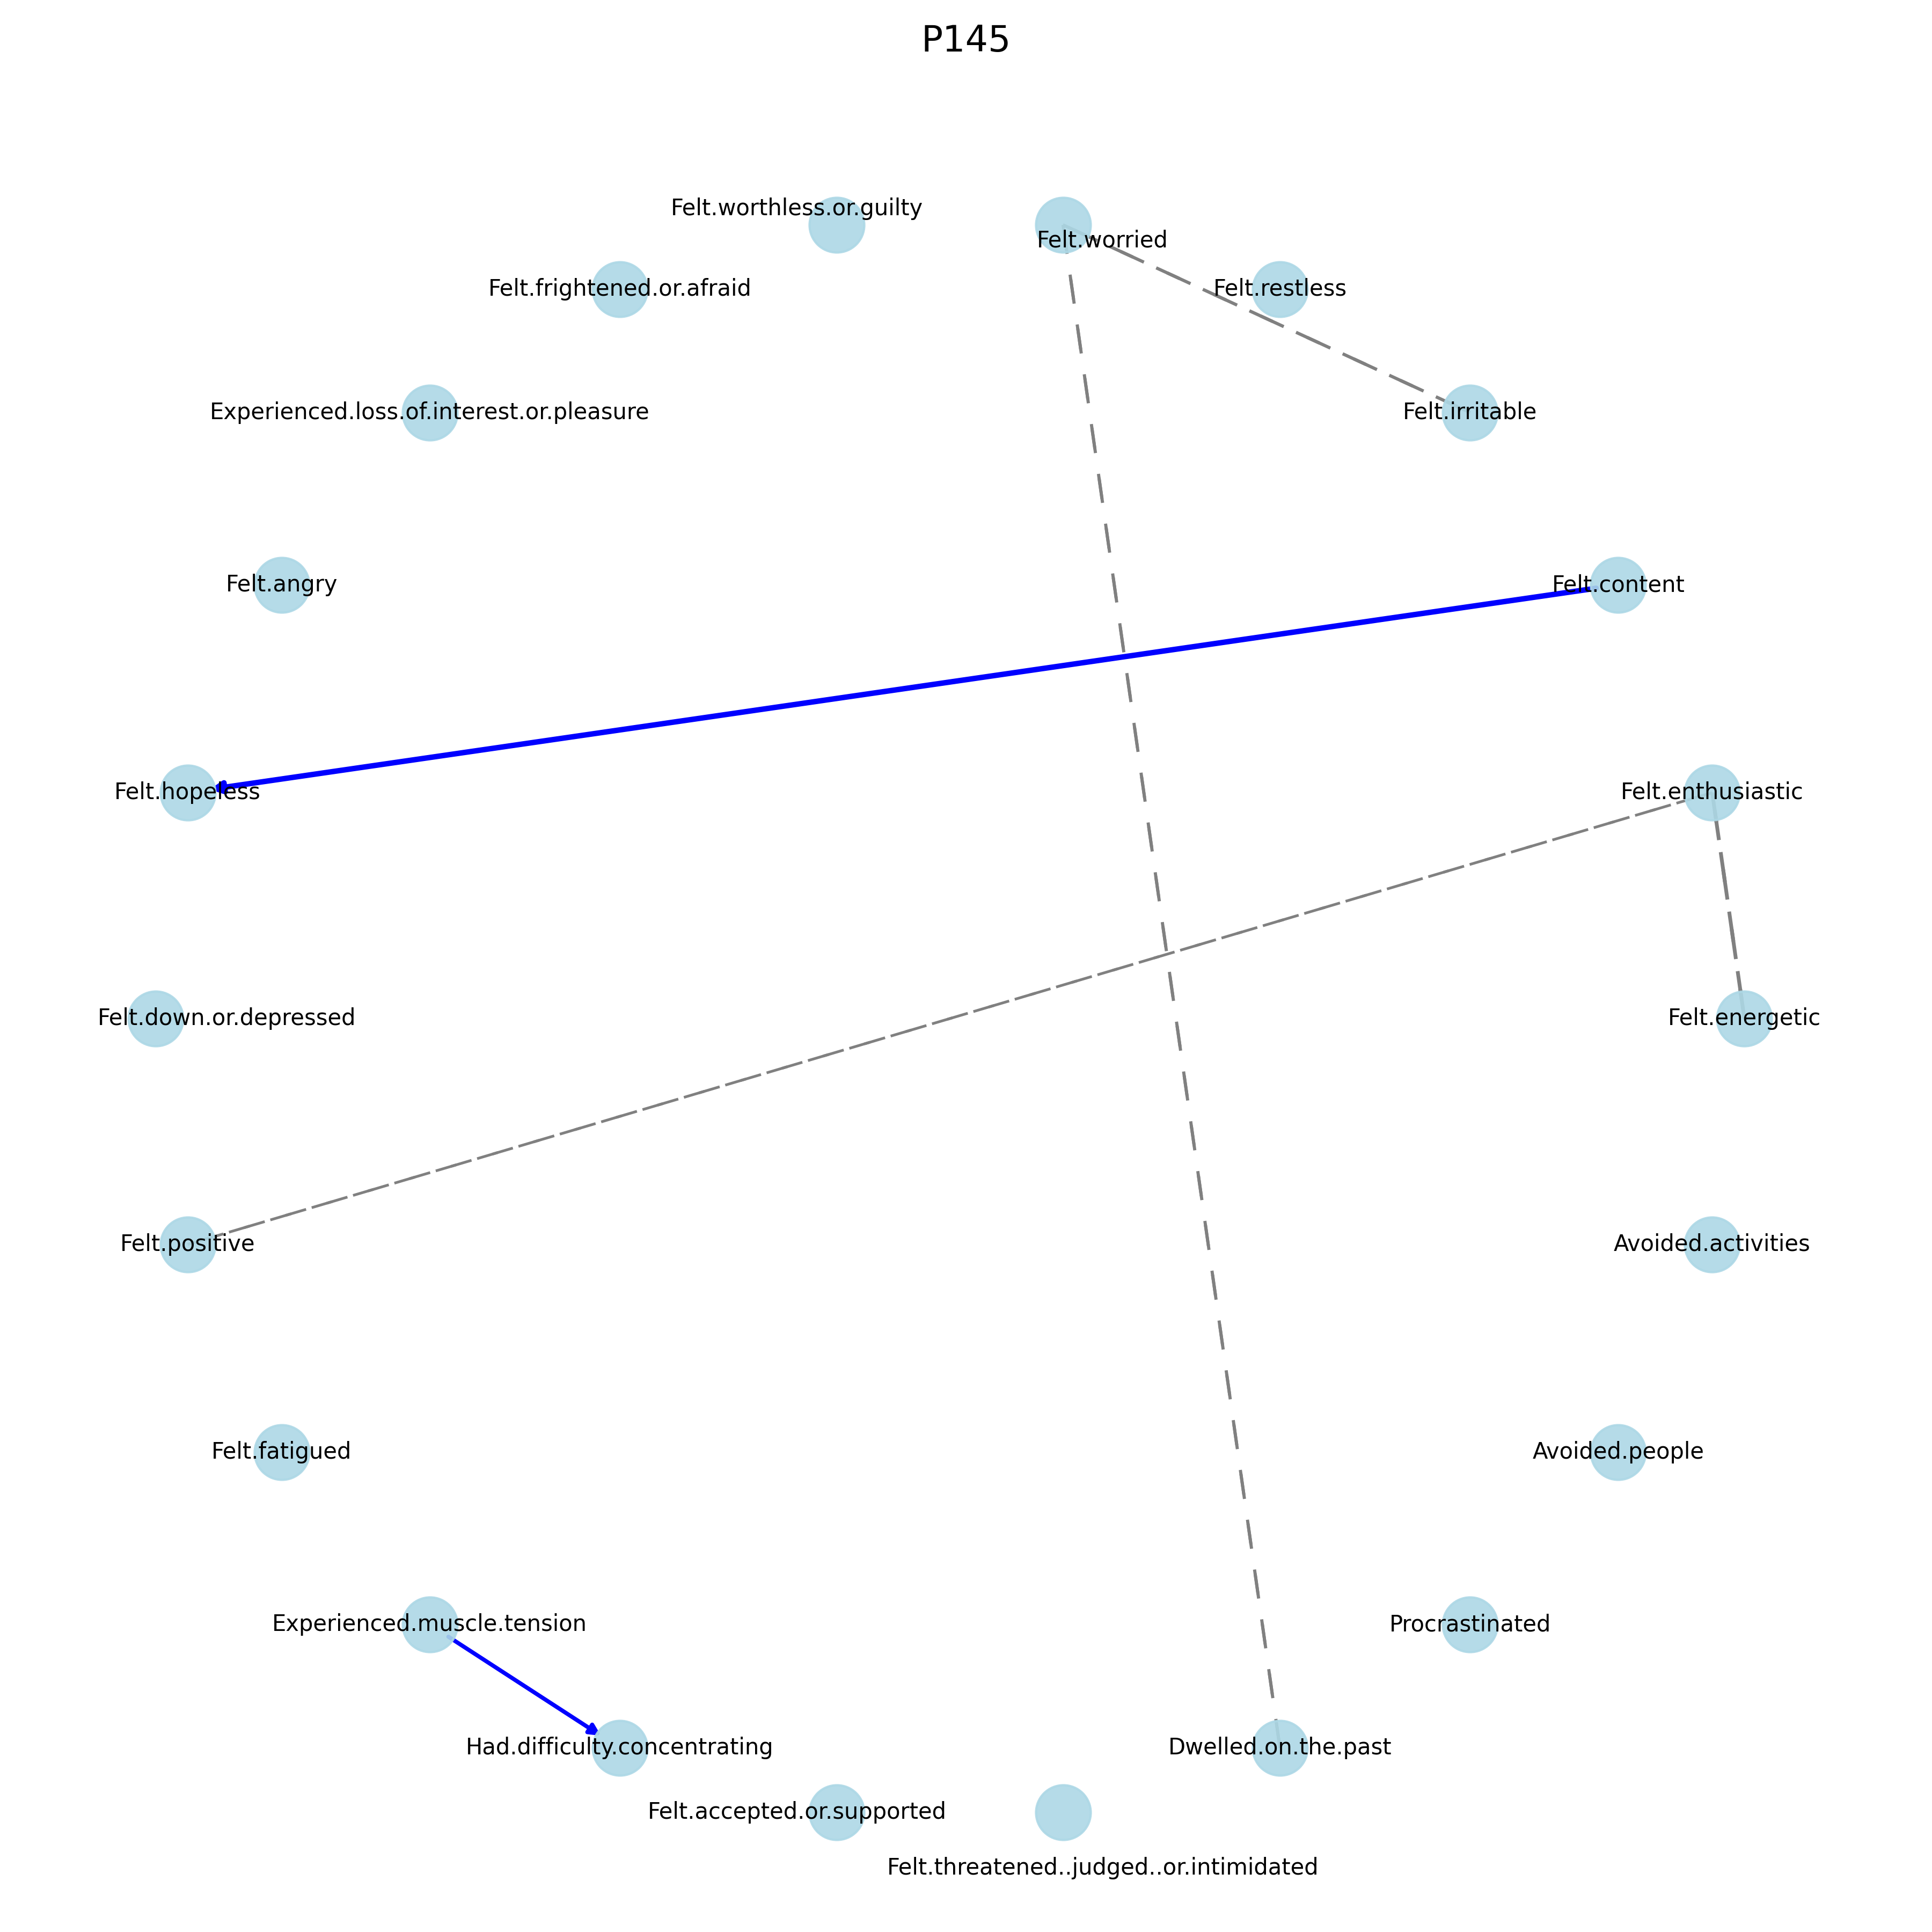 P145
Felt.worthless.or.guilty
Felt.worried
Felt.frightened.or.afraid
Felt.restless
Experienced.loss.of.interest.or.pleasure
Felt.irritable
Felt.angry
Felt.content
Felt.hopeless
Felt.enthusiastic
Felt.down.or.depressed
Felt.energetic
Felt.positive
Avoided.activities
Felt.fatigued
Avoided.people
Experienced.muscle.tension
Procrastinated
Had.difficulty.concentrating
Dwelled.on.the.past
Felt.accepted.or.supported
Felt.threatened..judged..or.intimidated